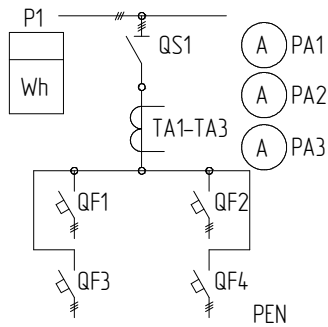 P1
QS1
A PA1
Wh
A PA2
TA1-TA3
A PA3
QF1
QF2
QF3
QF4
PEN